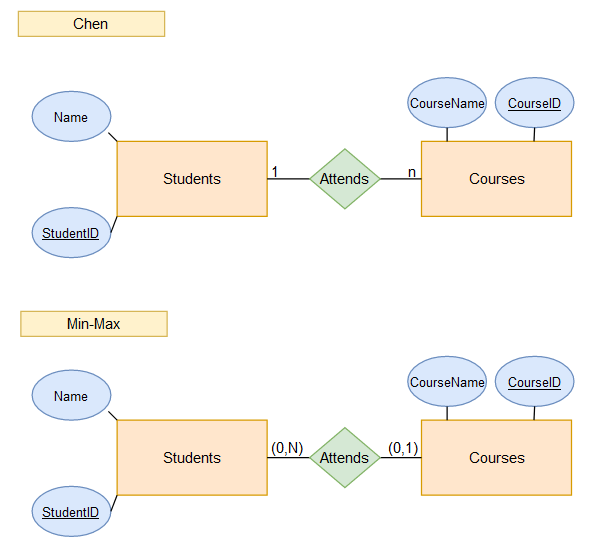 Chen
Name
CourseName
CourseID
Students
1
Attends
n
Courses
StudentID
Min-Max
Name
CourseName
CourseID
Students
(0,N)
Attends
(0,1)
Courses
StudentID